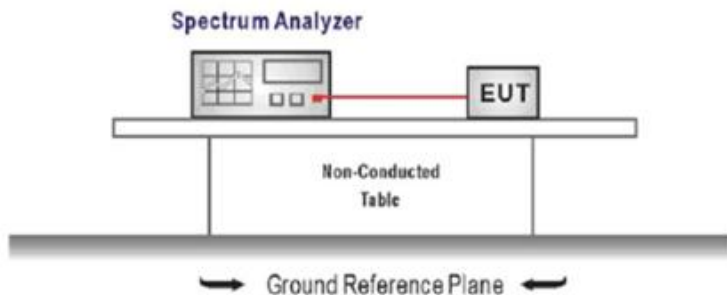 Spectrum Analyzer
EUT
Non-Conducted
Table
Ground Reference Plane